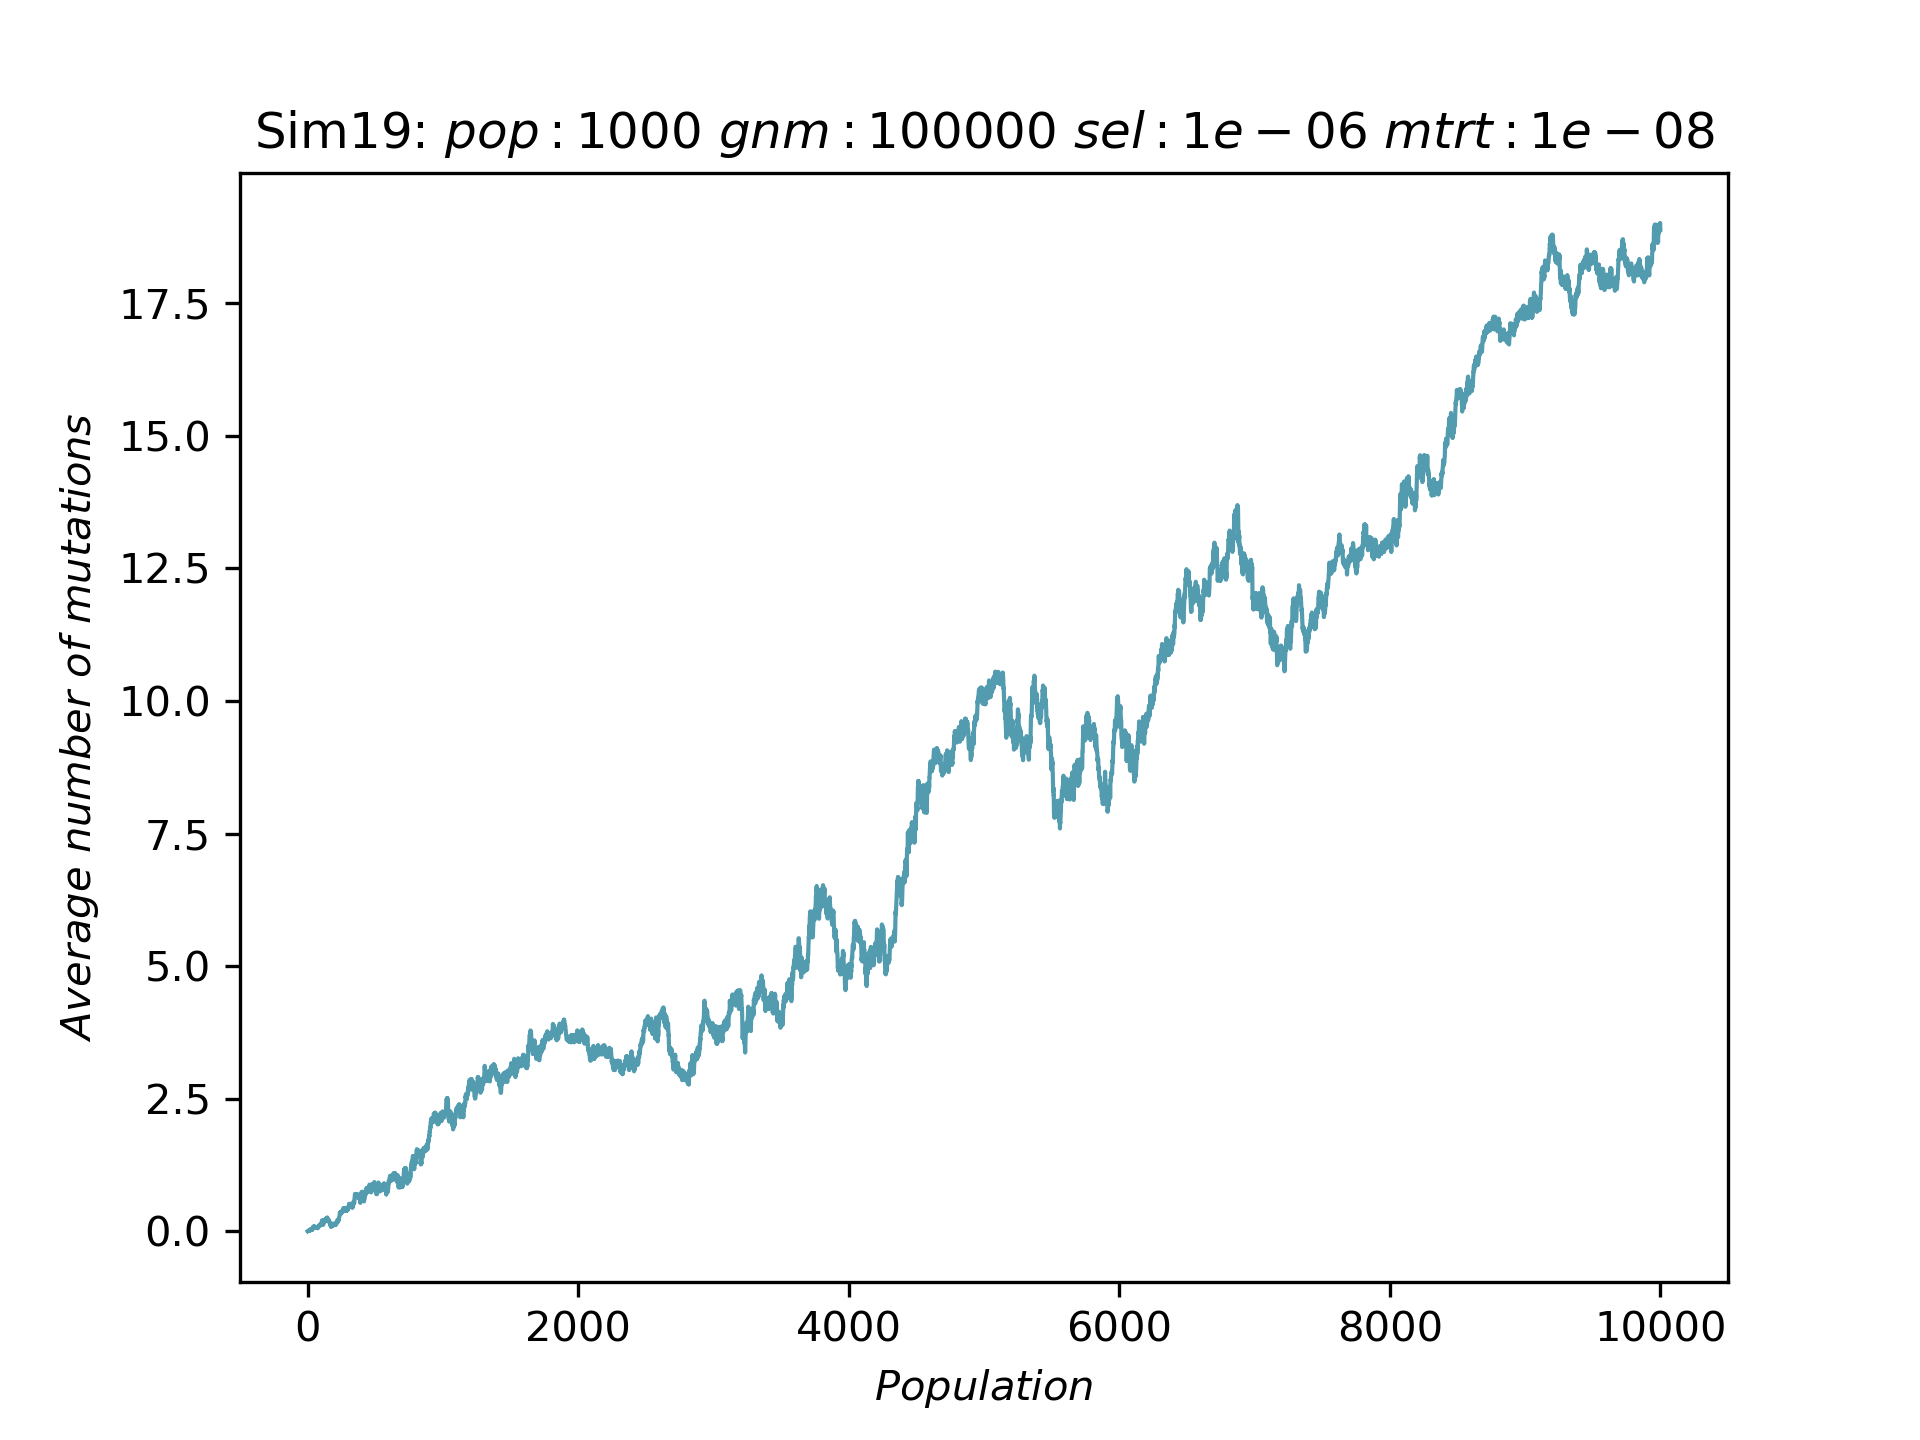 Sim19: pop : 1000 gnm : 100000 sel : 1e − 06 mtrt : 1e − 08
Average number of mutations
17.5
15.0
12.5
10.0
7.5
5.0
2.5
0.0
0 2000 4000 6000 8000 10000
Population